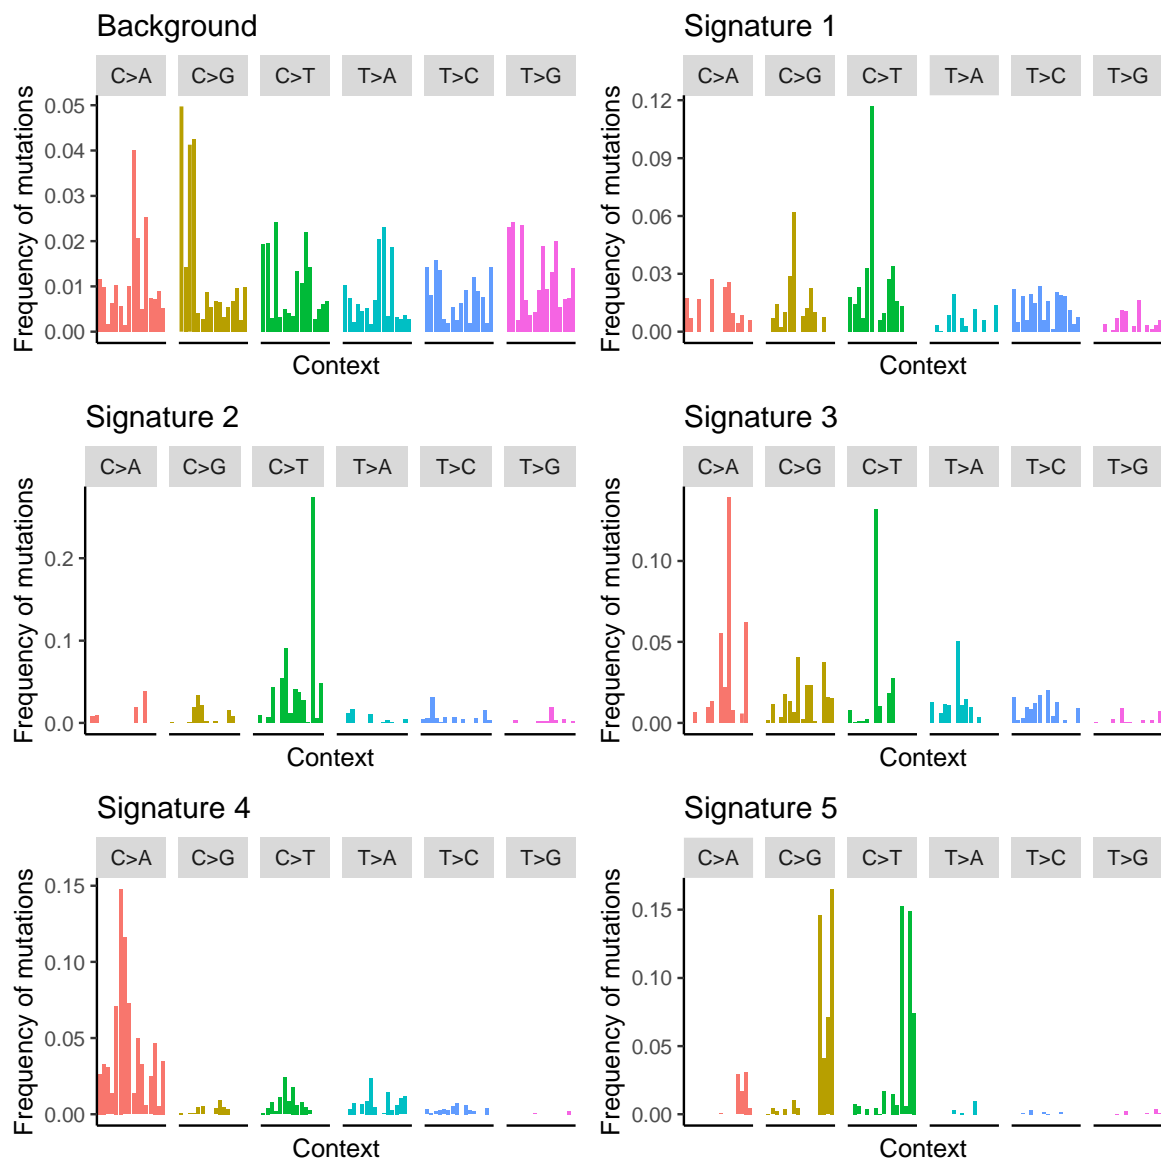 Background
C>A C>G C>T T>A T>C T>G
Frequency of mutations
0.05
0.04
0.03
0.02
0.01
0.00
Context
Signature 1
C>A C>G C>T T>A T>C T>G
Frequency of mutations
0.12
0.09
0.06
0.03
0.00
Context
Signature 2
C>A C>G C>T T>A T>C T>G
Frequency of mutations
0.2
0.1
0.0
Context
Signature 3
C>A C>G C>T T>A T>C T>G
Frequency of mutations
0.10
0.05
0.00
Context
Signature 4
C>A C>G C>T T>A T>C T>G
Frequency of mutations
0.15
0.10
0.05
0.00
Context
Signature 5
C>A C>G C>T T>A T>C T>G
Frequency of mutations
0.15
0.10
0.05
0.00
Context